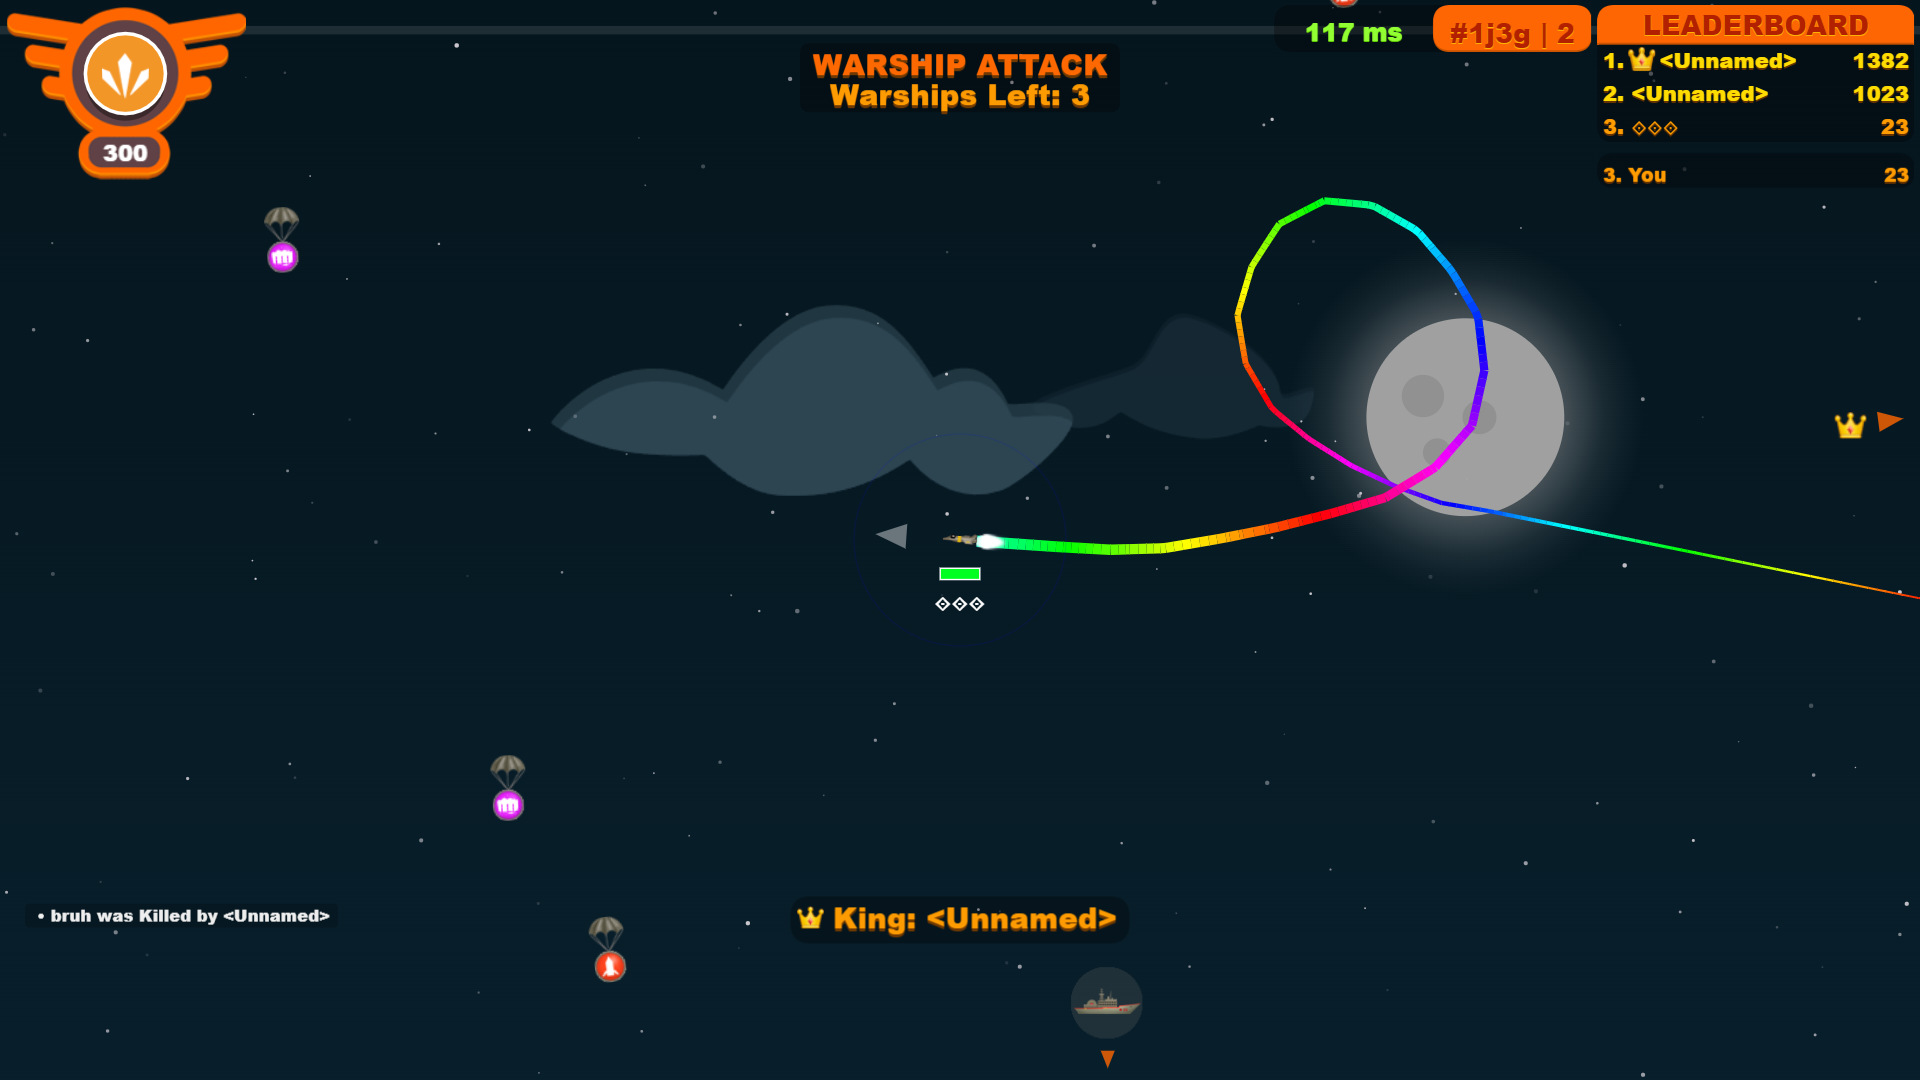 300
WARSHIP ATTACK
Warships Left: 3
117 ms
#1j3g | 2
LEADERBOARD
1. <Unnamed> 1382
2. <Unnamed> 1023
3. ⟐⟐⟐ 23
3. You 23
⟐⟐⟐
• bruh was Killed by <Unnamed>
King: <Unnamed>